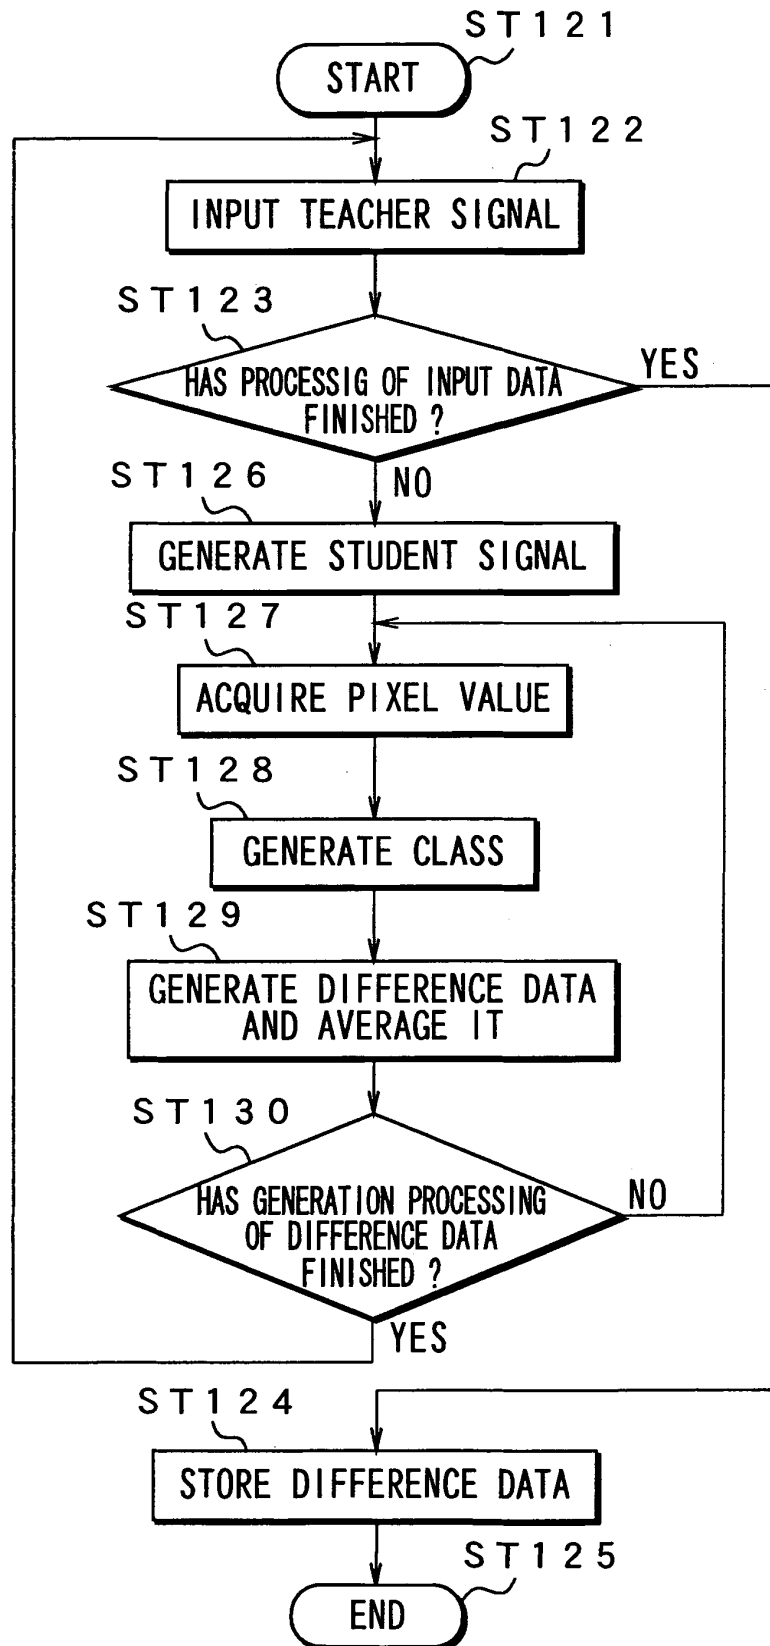 ST121
START
ST122
INPUT TEACHER SIGNAL
ST123
HAS PROCESSIG OF INPUT DATA
FINISHED ?
YES
NO
ST126
GENERATE STUDENT SIGNAL
ST127
ACQUIRE PIXEL VALUE
ST128
GENERATE CLASS
ST129
GENERATE DIFFERENCE DATA
AND AVERAGE IT
ST130
HAS GENERATION PROCESSING
OF DIFFERENCE DATA
FINISHED ?
NO
YES
ST124
STORE DIFFERENCE DATA
ST125
END